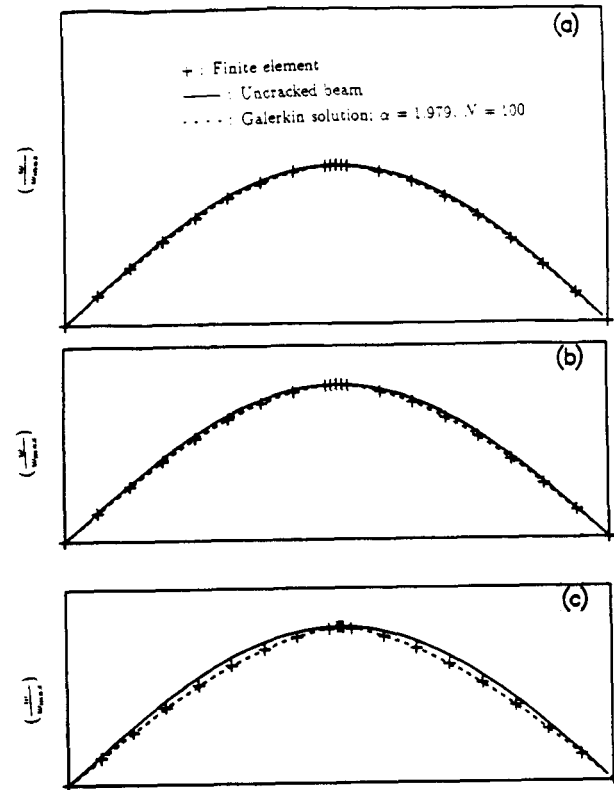 (a)
+ : Finite element
—— : Uncracked beam
- - - - : Galerkin solution; α = 1.979, N = 100
(b)
(c)